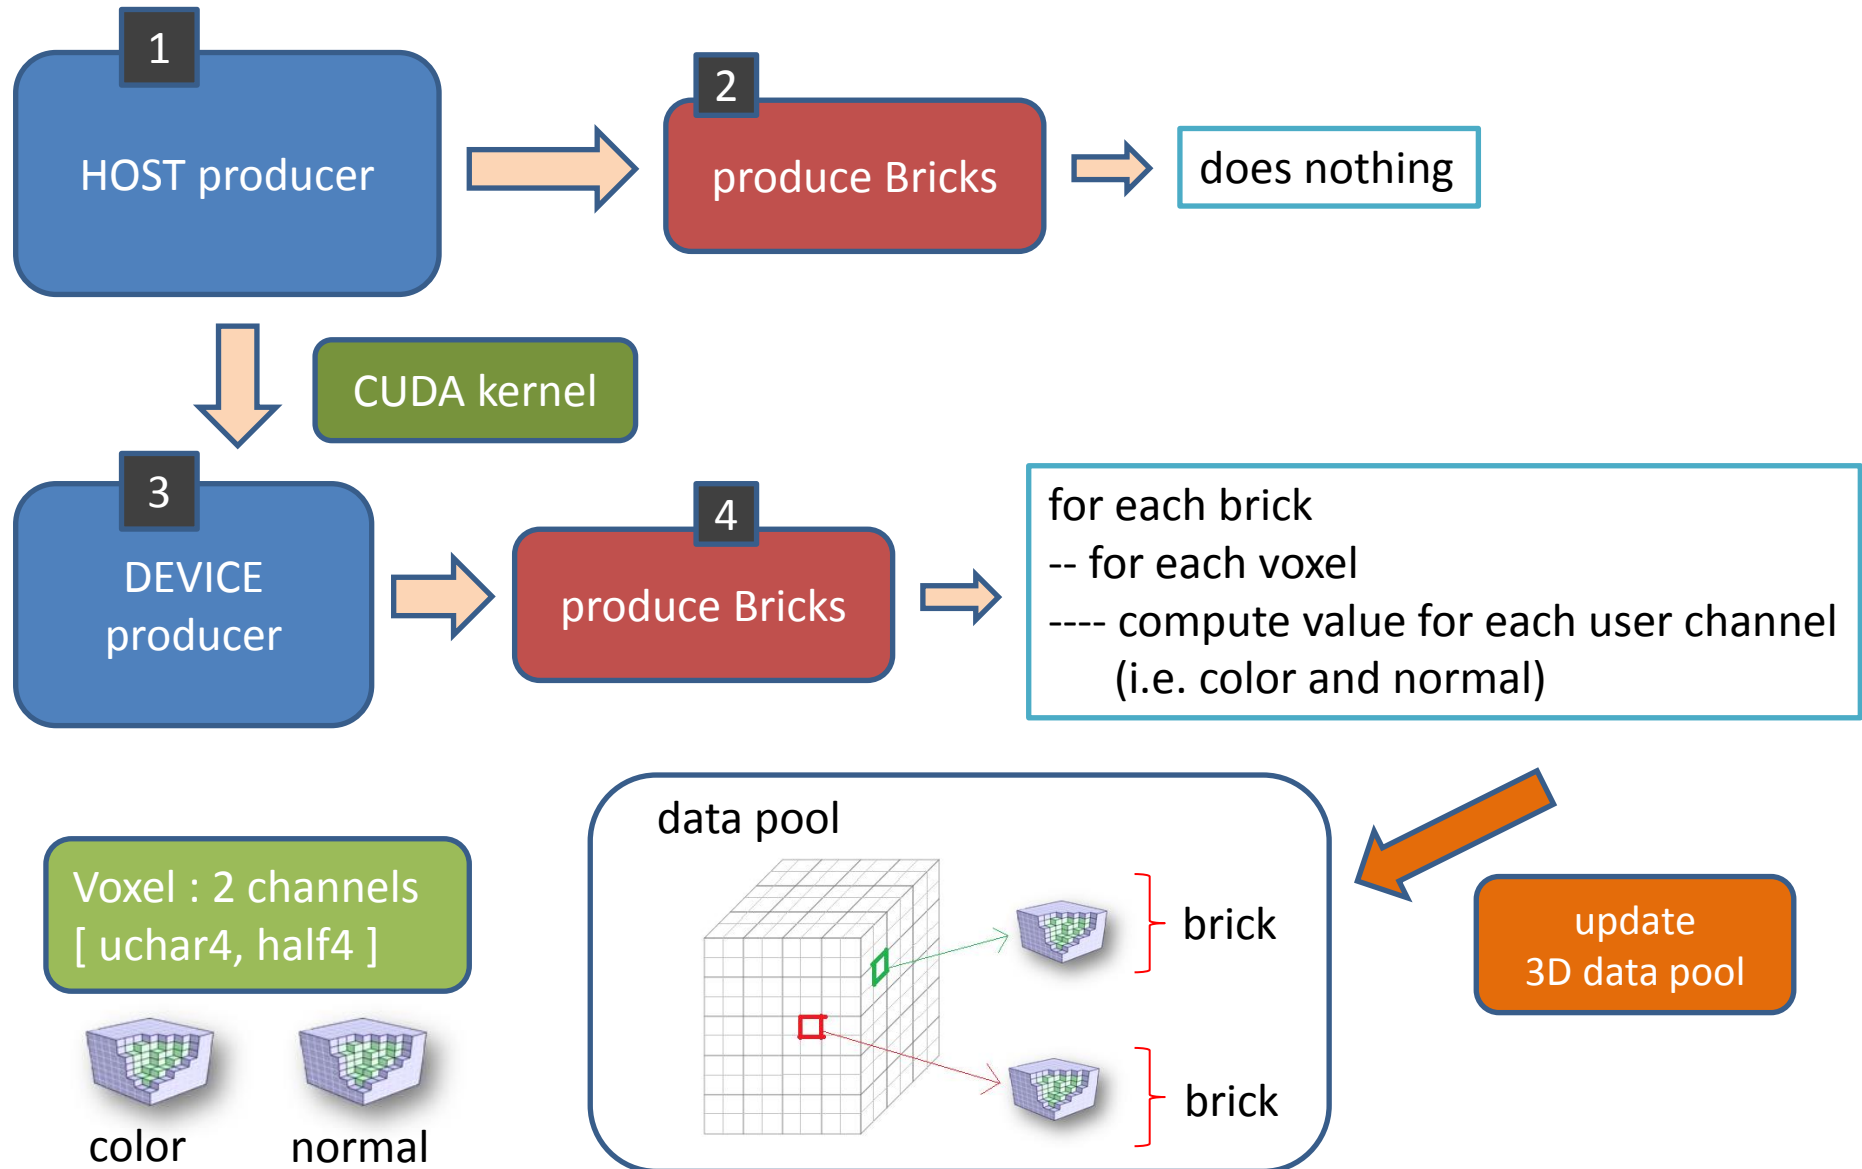 1
HOST producer
2
produce Bricks
does nothing
CUDA kernel
3
DEVICE
producer
4
produce Bricks
for each brick
-- for each voxel
---- compute value for each user channel
(i.e. color and normal)
Voxel : 2 channels
[ uchar4, half4 ]
color
normal
data pool
brick
brick
update
3D data pool